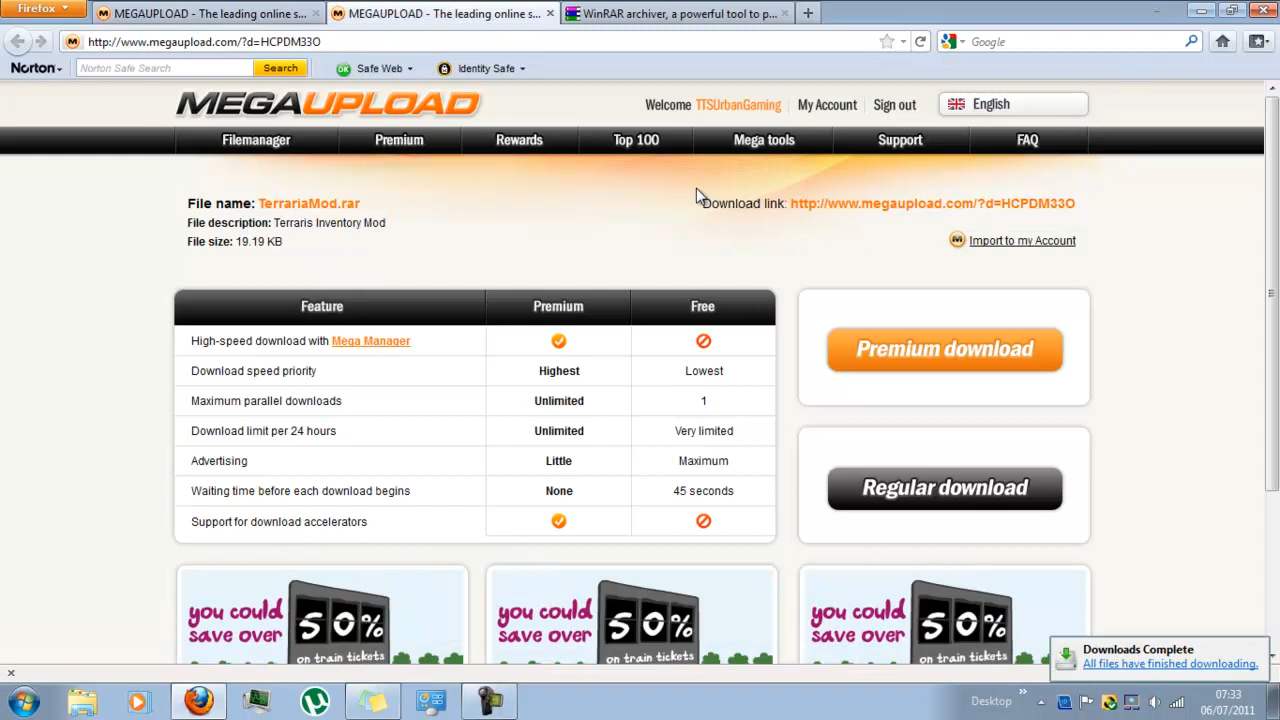 Firefox
MEGAUPLOAD - The leading online s...
MEGAUPLOAD - The leading online s...
WinRAR archiver, a powerful tool to p...
http://www.megaupload.com/?d=HCPDM33O
Google
Norton
Norton Safe Search
Search
OK
Safe Web
Identity Safe
MEGAUPLOAD
Welcome TTSUrbanGaming
My Account
Sign out
English
Filemanager
Premium
Rewards
Top 100
Mega tools
Support
FAQ
File name: TerrariaMod.rar
Download link: http://www.megaupload.com/?d=HCPDM33O
File description: Terraris Inventory Mod
File size: 19.19 KB
Import to my Account
Feature Premium Free
High-speed download with Mega Manager
Download speed priority Highest Lowest
Maximum parallel downloads Unlimited 1
Download limit per 24 hours Unlimited Very limited
Advertising Little Maximum
Waiting time before each download begins None 45 seconds
Support for download accelerators
Premium download
Regular download
you could
save over
50%
on train tickets
you could
save over
50%
on train tickets
you could
save over
50%
on train tickets
Downloads Complete
All files have finished downloading.
Desktop
07:33
06/07/2011